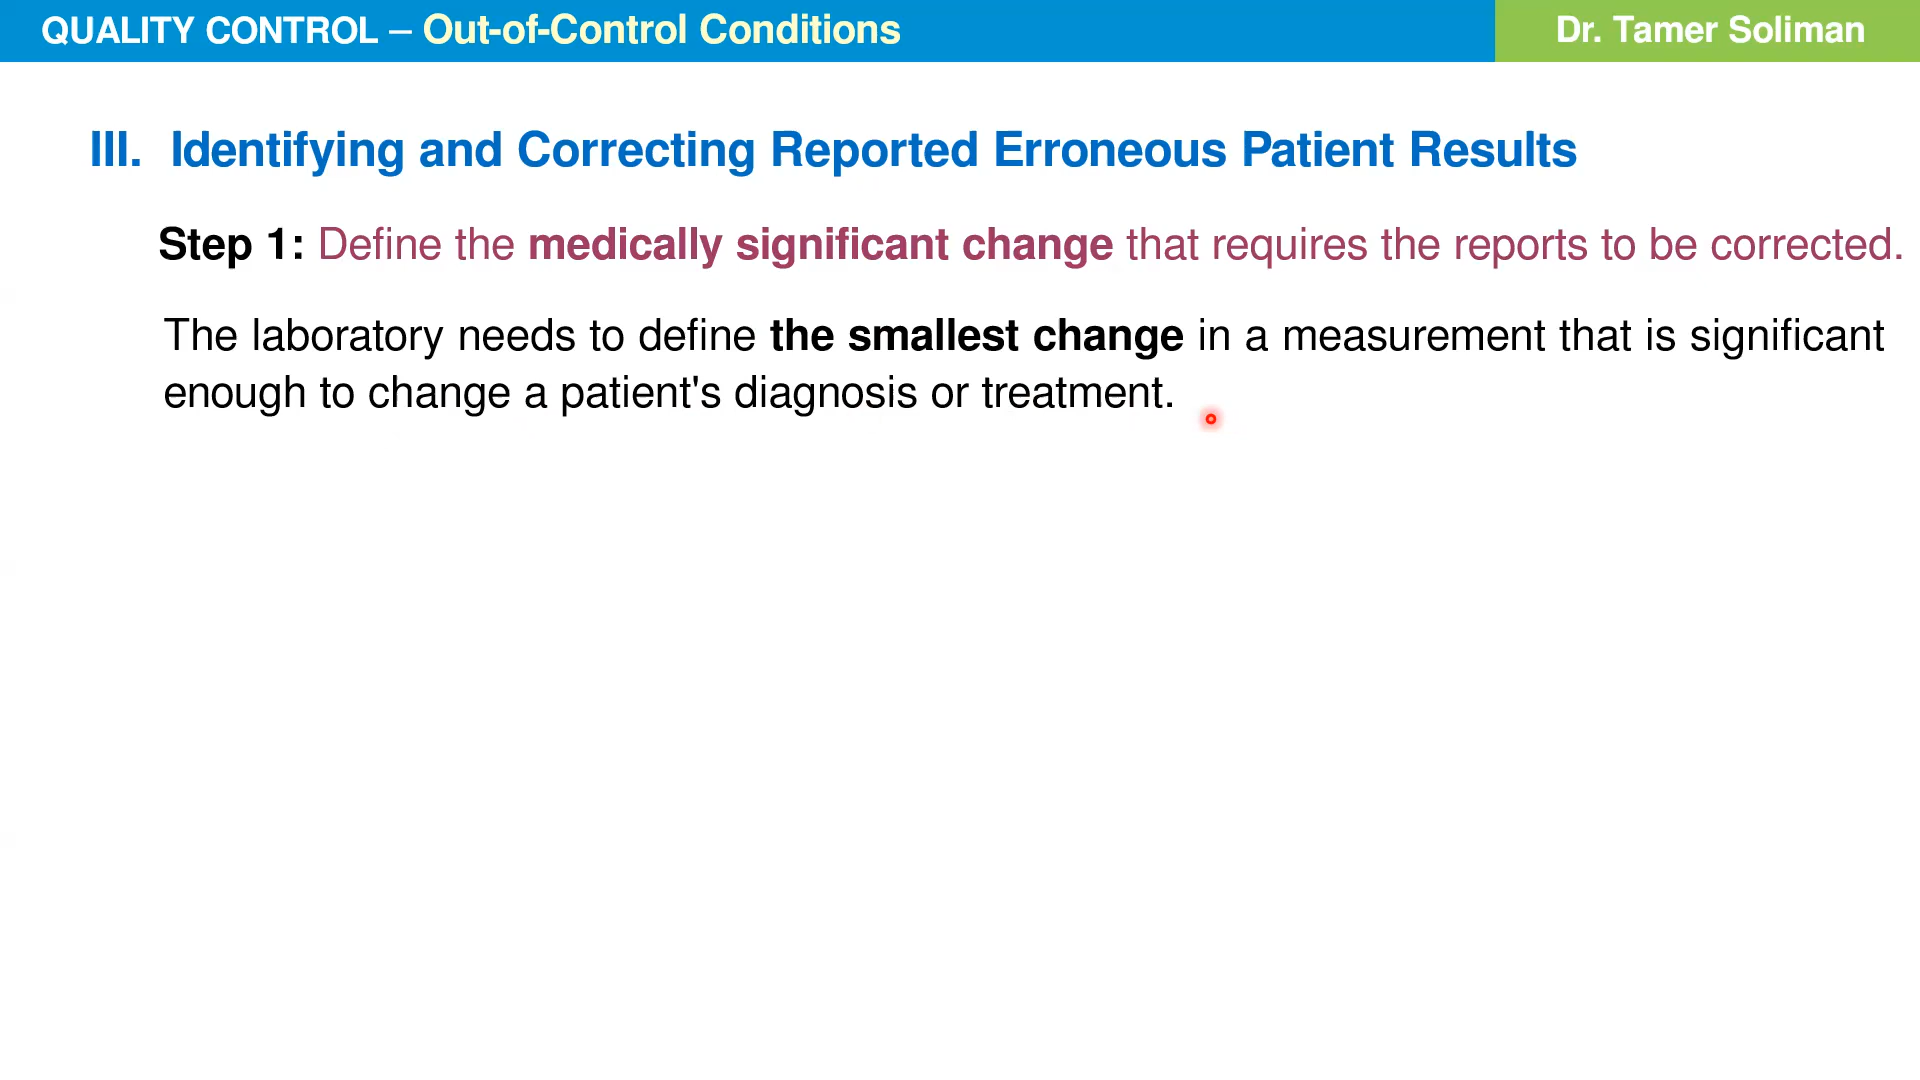 QUALITY CONTROL – Out-of-Control Conditions
Dr. Tamer Soliman
III. Identifying and Correcting Reported Erroneous Patient Results
Step 1: Define the medically significant change that requires the reports to be corrected.
The laboratory needs to define the smallest change in a measurement that is significant
enough to change a patient's diagnosis or treatment.